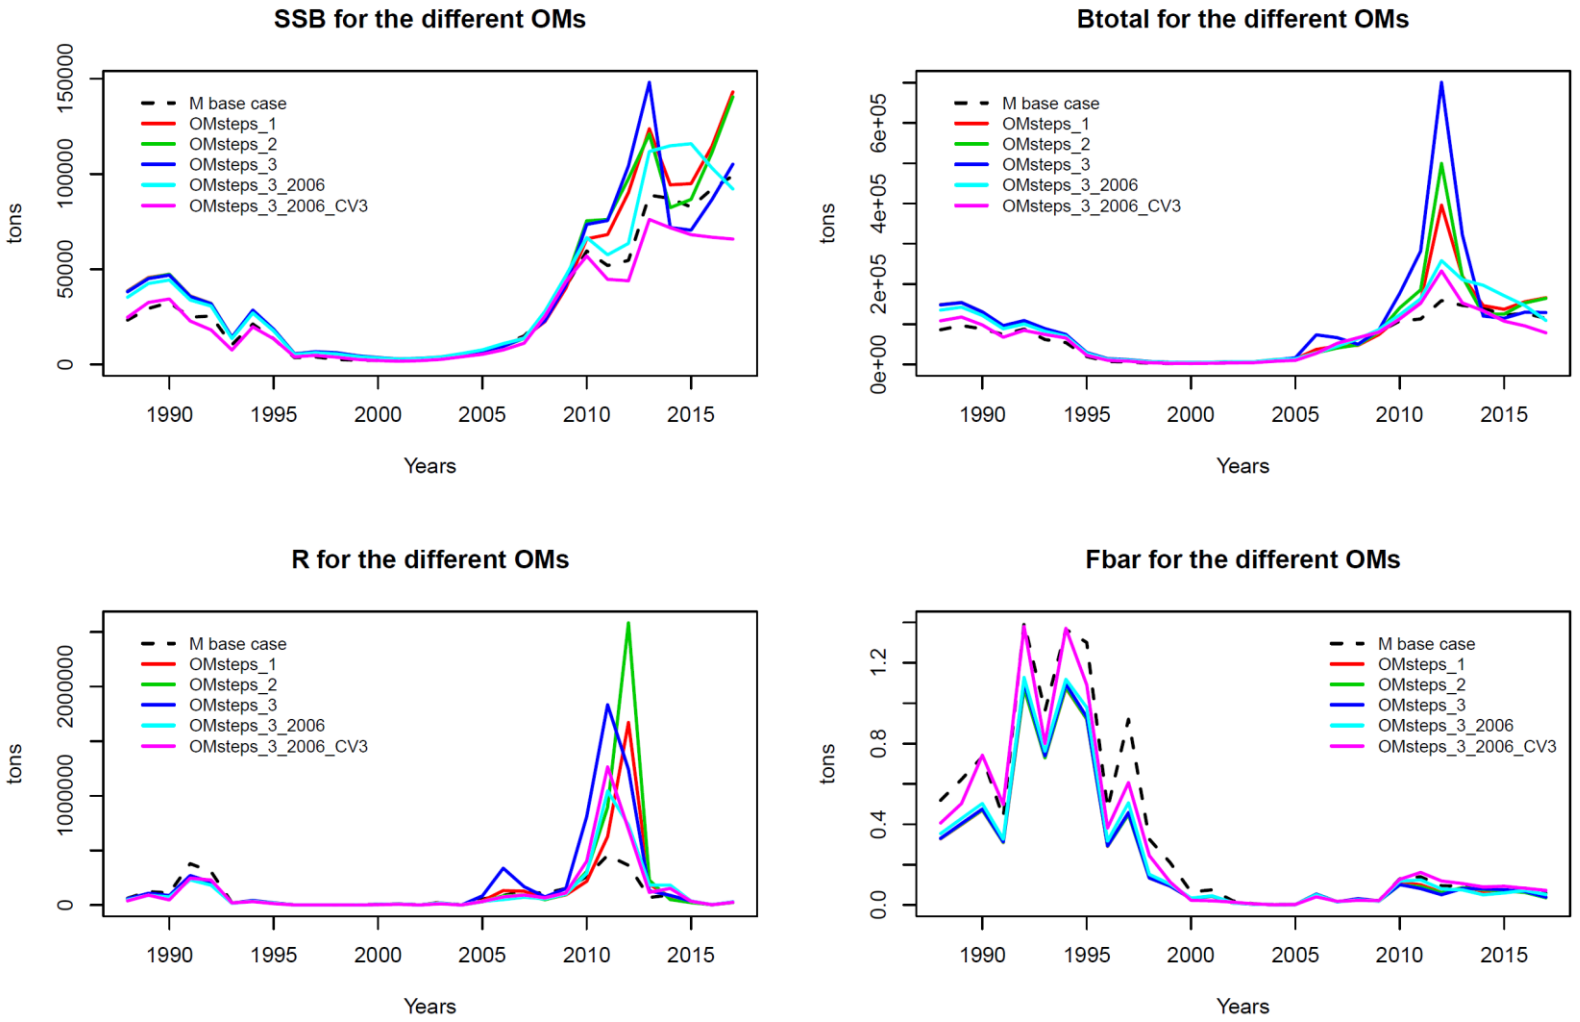 SSB for the different OMs
150000
100000
50000
0
tons
M base case
OMsteps_1
OMsteps_2
OMsteps_3
OMsteps_3_2006
OMsteps_3_2006_CV3
1990 1995 2000 2005 2010 2015
Years
Btotal for the different OMs
6e+05
4e+05
2e+05
0e+00
tons
M base case
OMsteps_1
OMsteps_2
OMsteps_3
OMsteps_3_2006
OMsteps_3_2006_CV3
1990 1995 2000 2005 2010 2015
Years
R for the different OMs
2000000
1000000
0
tons
M base case
OMsteps_1
OMsteps_2
OMsteps_3
OMsteps_3_2006
OMsteps_3_2006_CV3
1990 1995 2000 2005 2010 2015
Years
Fbar for the different OMs
1.2
0.8
0.4
0.0
tons
M base case
OMsteps_1
OMsteps_2
OMsteps_3
OMsteps_3_2006
OMsteps_3_2006_CV3
1990 1995 2000 2005 2010 2015
Years